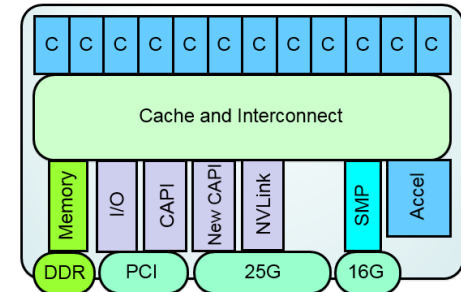 C C C C C C C C C C C C
Cache and Interconnect
Memory
I/O
CAPI
New CAPI
NVLink
SMP
Accel
DDR
PCI
25G
16G